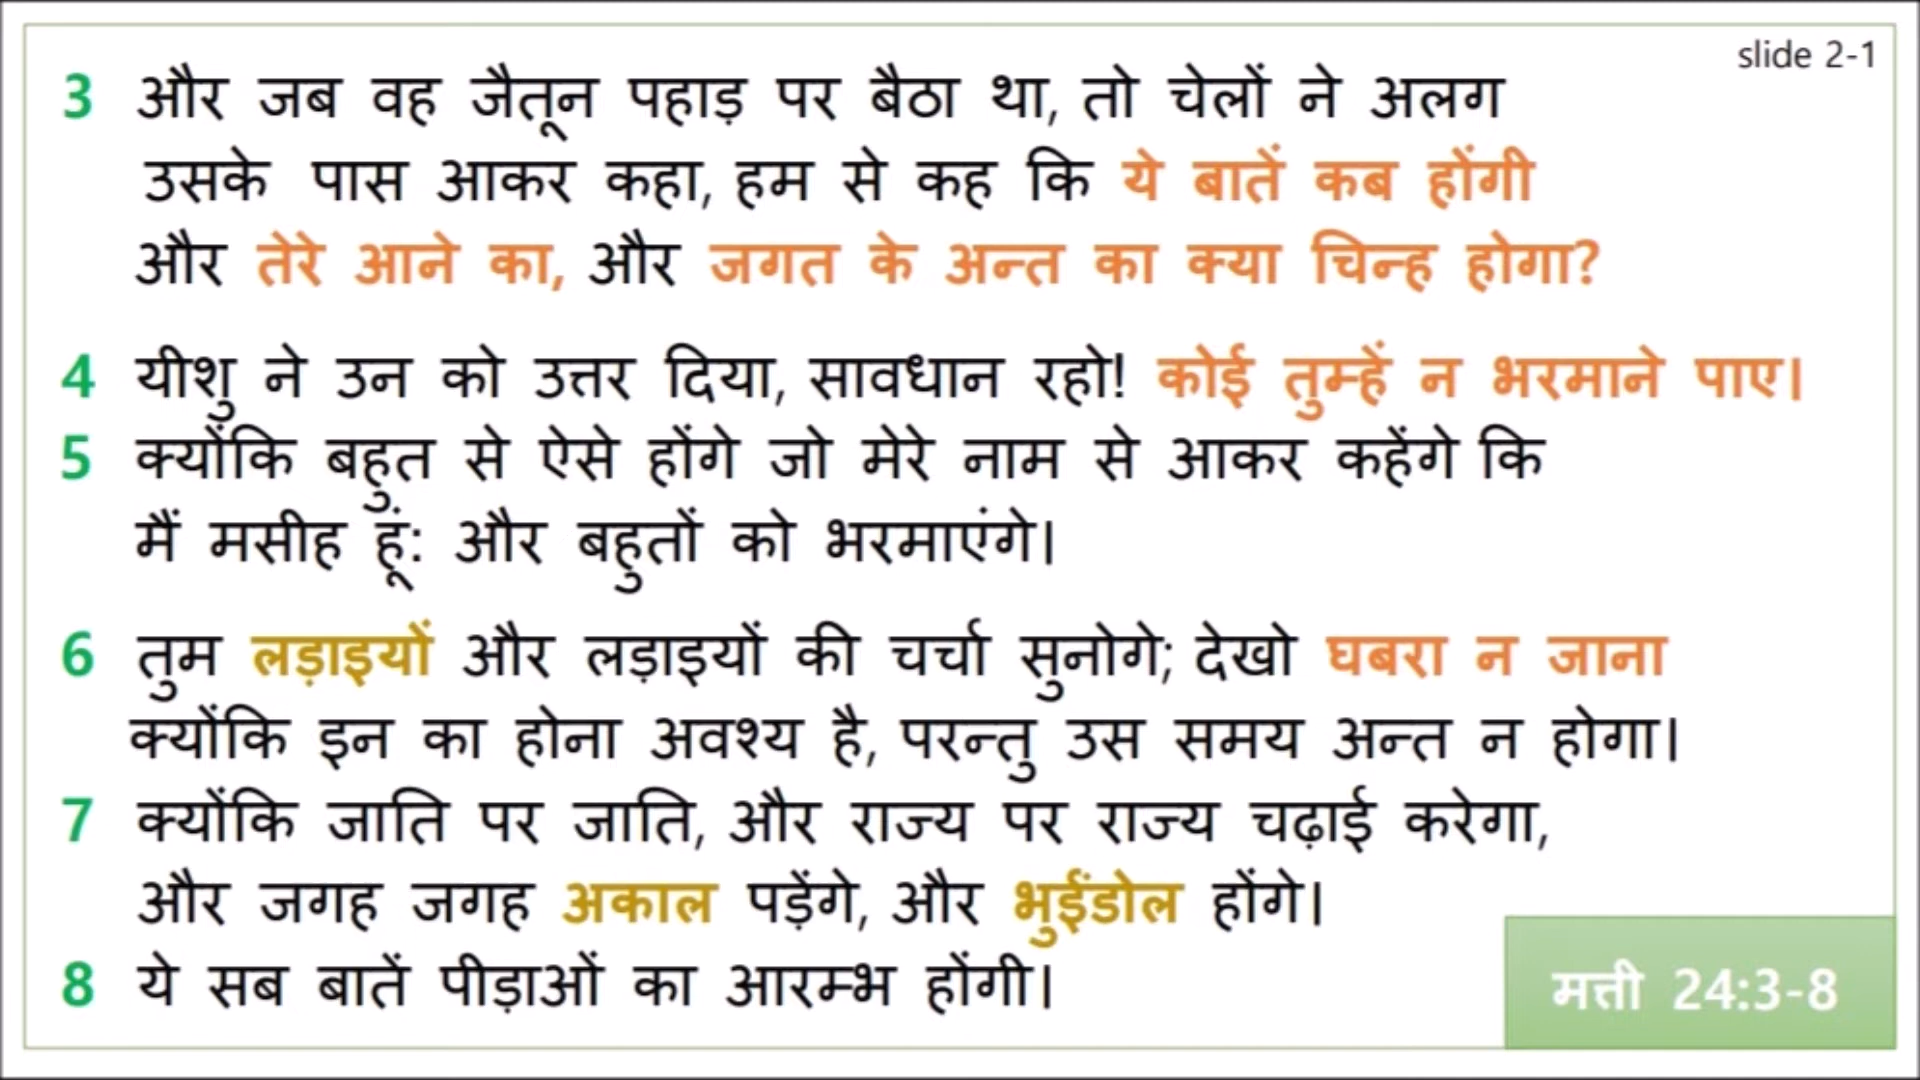 slide 2-1
3 और जब वह जैतून पहाड़ पर बैठा था, तो चेलों ने अलग
उसके पास आकर कहा, हम से कह कि ये बातें कब होंगी
और तेरे आने का, और जगत के अन्त का क्या चिन्ह होगा?
4 यीशु ने उन को उत्तर दिया, सावधान रहो! कोई तुम्हें न भरमाने पाए।
5 क्योंकि बहुत से ऐसे होंगे जो मेरे नाम से आकर कहेंगे कि
मैं मसीह हूं: और बहुतों को भरमाएंगे।
6 तुम लड़ाइयों और लड़ाइयों की चर्चा सुनोगे; देखो घबरा न जाना
क्योंकि इन का होना अवश्य है, परन्तु उस समय अन्त न होगा।
7 क्योंकि जाति पर जाति, और राज्य पर राज्य चढ़ाई करेगा,
और जगह जगह अकाल पड़ेंगे, और भुईंडोल होंगे।
8 ये सब बातें पीड़ाओं का आरम्भ होंगी।
मत्ती 24:3-8